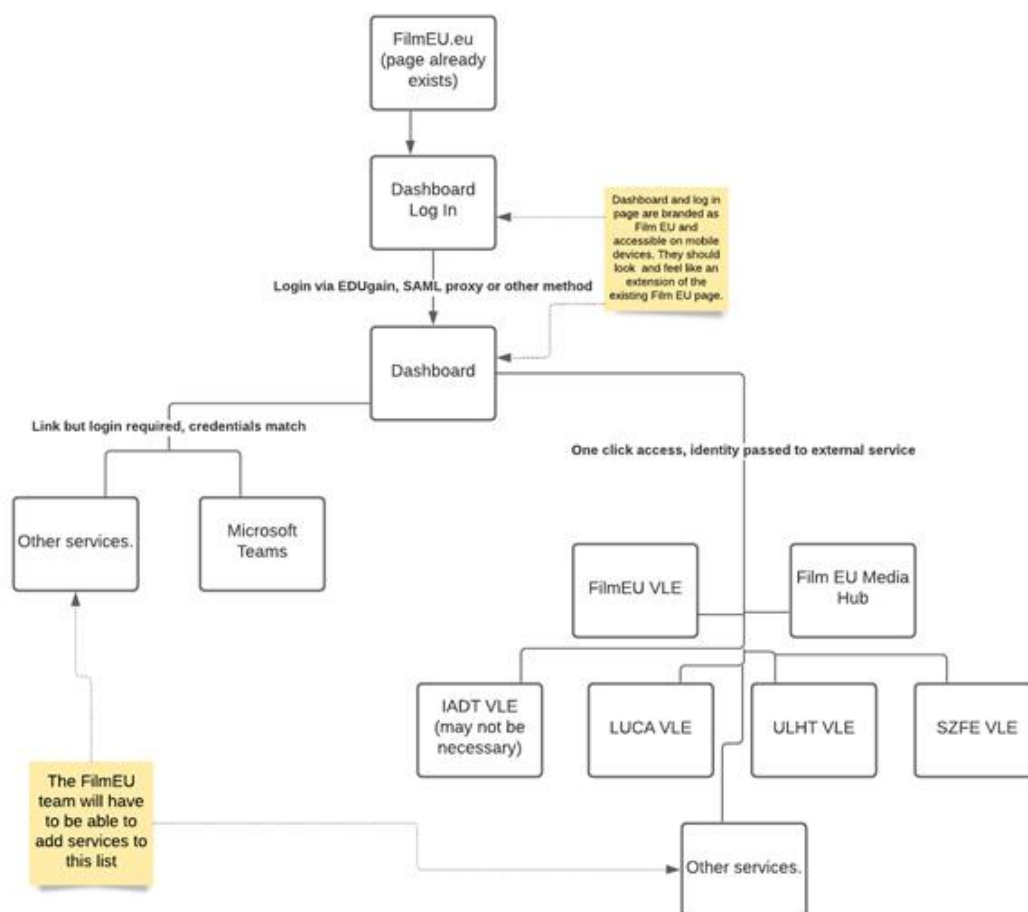 FilmEU.eu
(page already
exists)
Dashboard
Log In
Dashboard and log in
page are branded as
Film EU and
accessible on mobile
devices. They should
look and feel like an
extension of the
existing Film EU page.
Login via EDUgain, SAML proxy or other method
Dashboard
Link but login required, credentials match
One click access, identity passed to external service
Other services.
Microsoft
Teams
FilmEU VLE
Film EU Media
Hub
IADT VLE
(may not be
necessary)
LUCA VLE
ULHT VLE
SZFE VLE
The FilmEU
team will have
to be able to
add services to
this list
Other services.